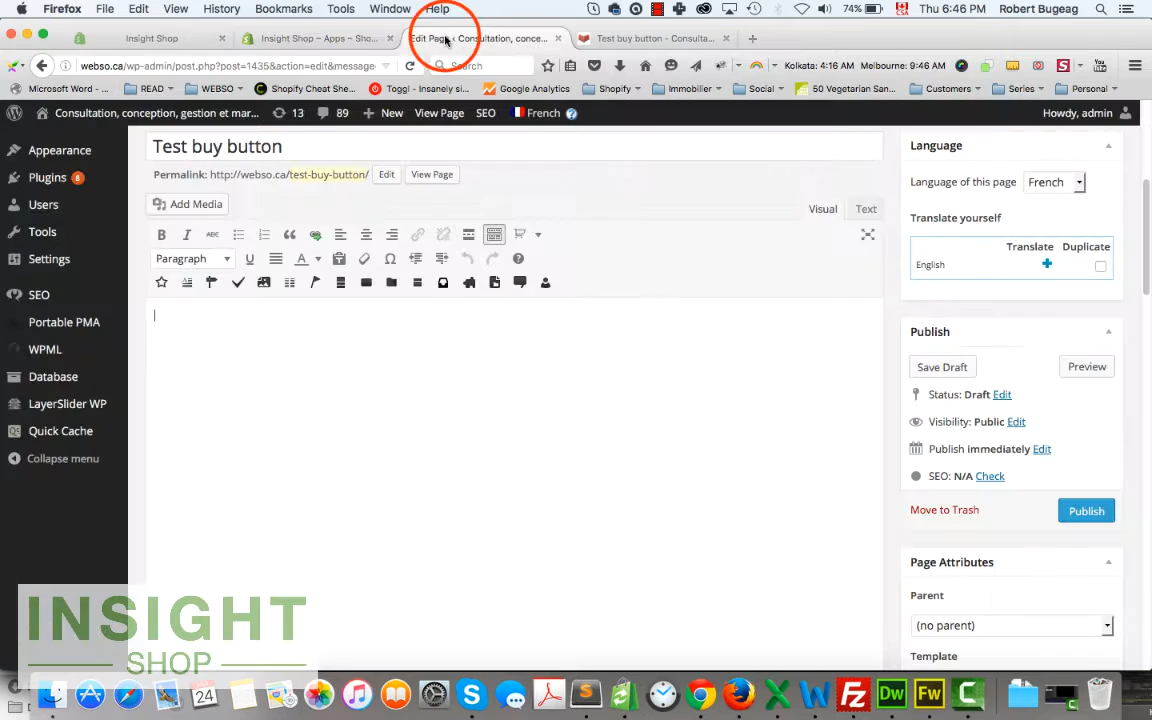 Firefox File Edit View History Bookmarks Tools Window Help 74% Thu 6:46 PM Robert Bugeag
Insight Shop Insight Shop ~ Apps ~ Sho... Edit Page ‹ Consultation, conce... Test buy button - Consulta...
webso.ca/wp-admin/post.php?post=1435&action=edit&message= Search Kolkata: 4:16 AM Melbourne: 9:46 AM
Microsoft Word - ... READ WEBSO Shopify Cheat She... Toggl - Insanely si... Google Analytics Shopify Immobilier Social 50 Vegetarian San... Customers Series Personal
Consultation, conception, gestion et mar... 13 89 New View Page SEO French Howdy, admin
Appearance
Plugins 8
Users
Tools
Settings
SEO
Portable PMA
WPML
Database
LayerSlider WP
Quick Cache
Collapse menu
Test buy button
Permalink: http://webso.ca/test-buy-button/ Edit View Page
Add Media Visual Text
B I ABC
Paragraph U A
Language
Language of this page French
Translate yourself
Translate Duplicate
English
Publish
Save Draft Preview
Status: Draft Edit
Visibility: Public Edit
Publish immediately Edit
SEO: N/A Check
Move to Trash Publish
Page Attributes
Parent
(no parent)
Template
INSIGHT
SHOP
24
Dw Fw